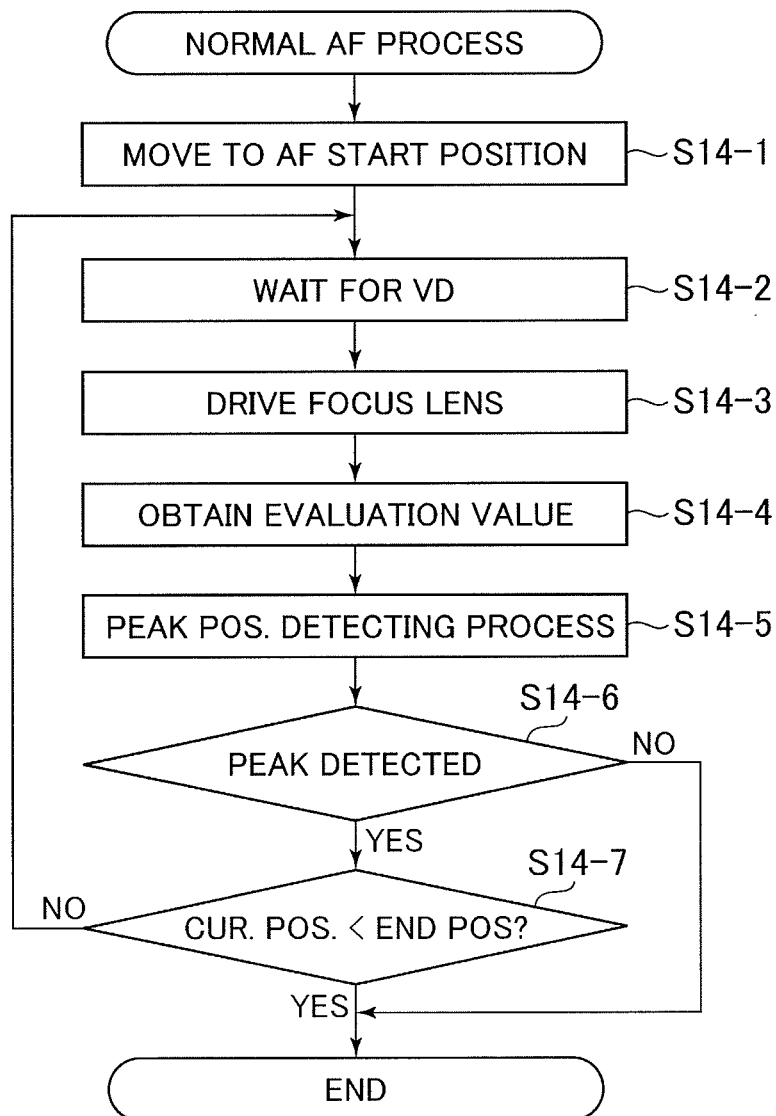 NORMAL AF PROCESS
MOVE TO AF START POSITION
S14-1
WAIT FOR VD
S14-2
DRIVE FOCUS LENS
S14-3
OBTAIN EVALUATION VALUE
S14-4
PEAK POS. DETECTING PROCESS
S14-5
S14-6
PEAK DETECTED
NO
YES
S14-7
NO
CUR. POS. < END POS?
YES
END